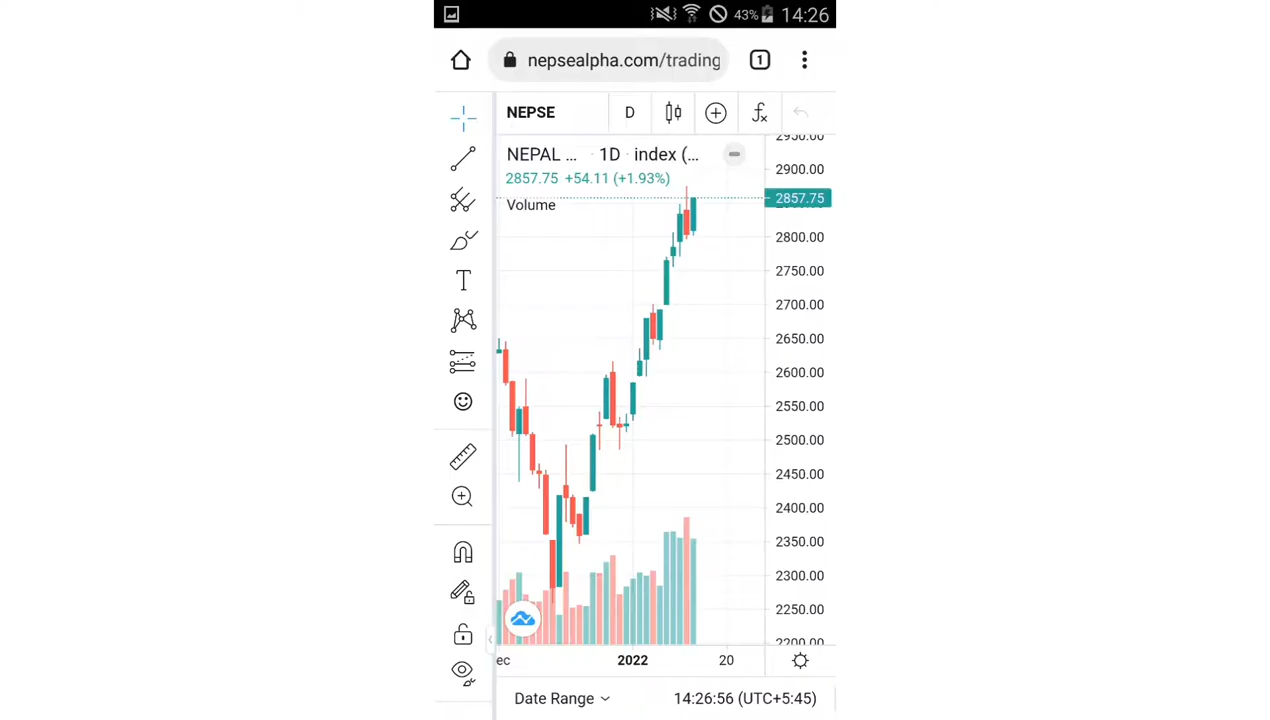 43% 14:26
nepsealpha.com/trading 1
NEPSE D
2950.00
NEPAL ... · 1D · index (...
2900.00
2857.75 +54.11 (+1.93%)
2857.75
Volume
2800.00
2750.00
2700.00
2650.00
2600.00
2550.00
2500.00
2450.00
2400.00
2350.00
2300.00
2250.00
2200.00
ec 2022 20
Date Range 14:26:56 (UTC+5:45)